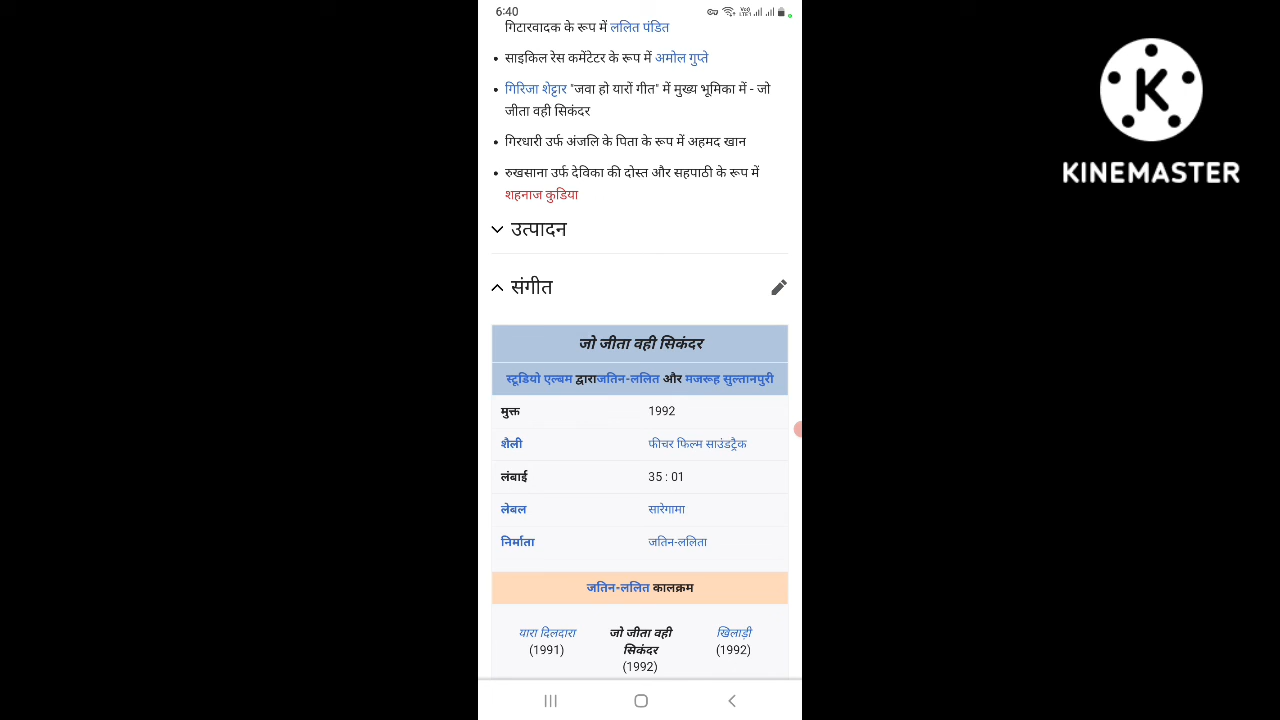 6:40
गिटारवादक के रूप में ललित पंडित
• साइकिल रेस कमेंटेटर के रूप में अमोल गुप्ते
• गिरिजा शेट्टार "जवा हो यारों गीत" में मुख्य भूमिका में - जो
जीता वही सिकंदर
• गिरधारी उर्फ अंजलि के पिता के रूप में अहमद खान
• रुखसाना उर्फ देविका की दोस्त और सहपाठी के रूप में
शहनाज कुडिया
उत्पादन
संगीत
जो जीता वही सिकंदर
स्टूडियो एल्बम द्वाराजतिन-ललित और मजरूह सुल्तानपुरी
मुक्त 1992
शैली फीचर फिल्म साउंडट्रैक
लंबाई 35 : 01
लेबल सारेगामा
निर्माता जतिन-ललिता
जतिन-ललित कालक्रम
यारा दिलदारा जो जीता वही खिलाड़ी
(1991) सिकंदर (1992)
(1992)
K
KINEMASTER